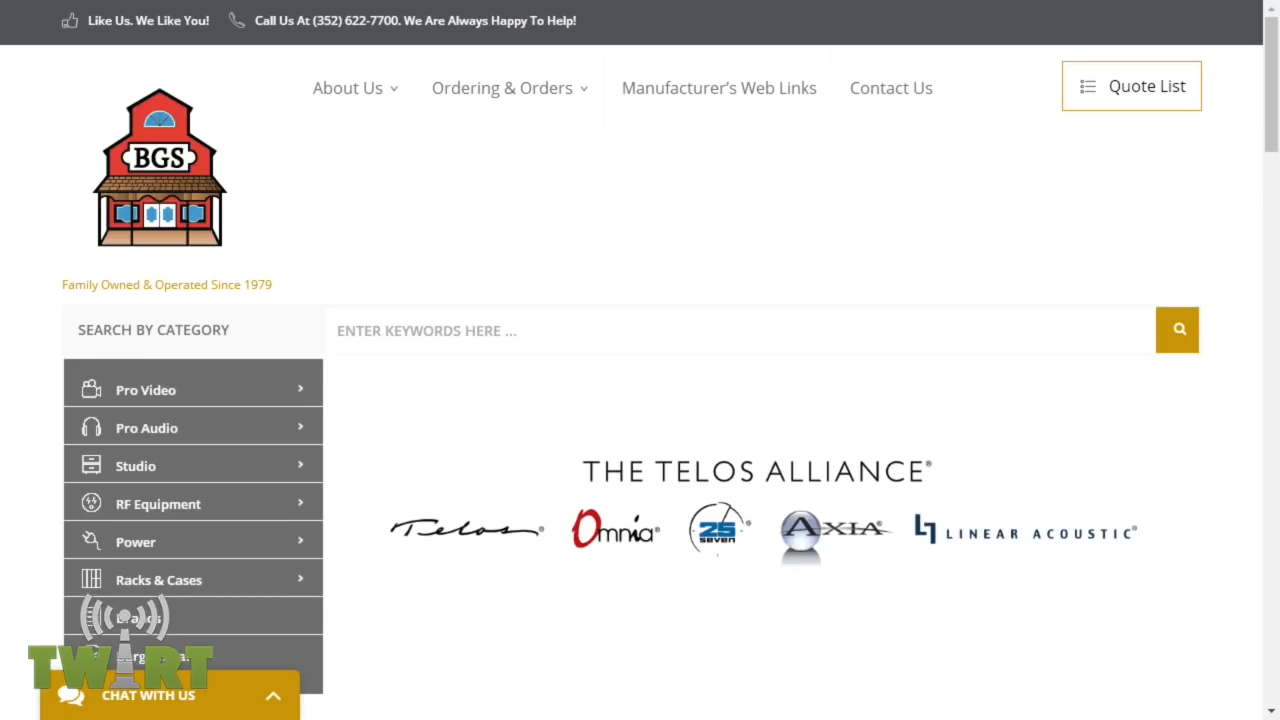 Like Us. We Like You!
Call Us At (352) 622-7700. We Are Always Happy To Help!
About Us
Ordering & Orders
Manufacturer's Web Links
Contact Us
Quote List
BGS
Family Owned & Operated Since 1979
SEARCH BY CATEGORY
ENTER KEYWORDS HERE ...
Pro Video
Pro Audio
Studio
RF Equipment
Power
Racks & Cases
Brands
THE TELOS ALLIANCE®
Telos®
Omnia®
25 seven®
AXIA®
LINEAR ACOUSTIC®
TWIRT
CHAT WITH US